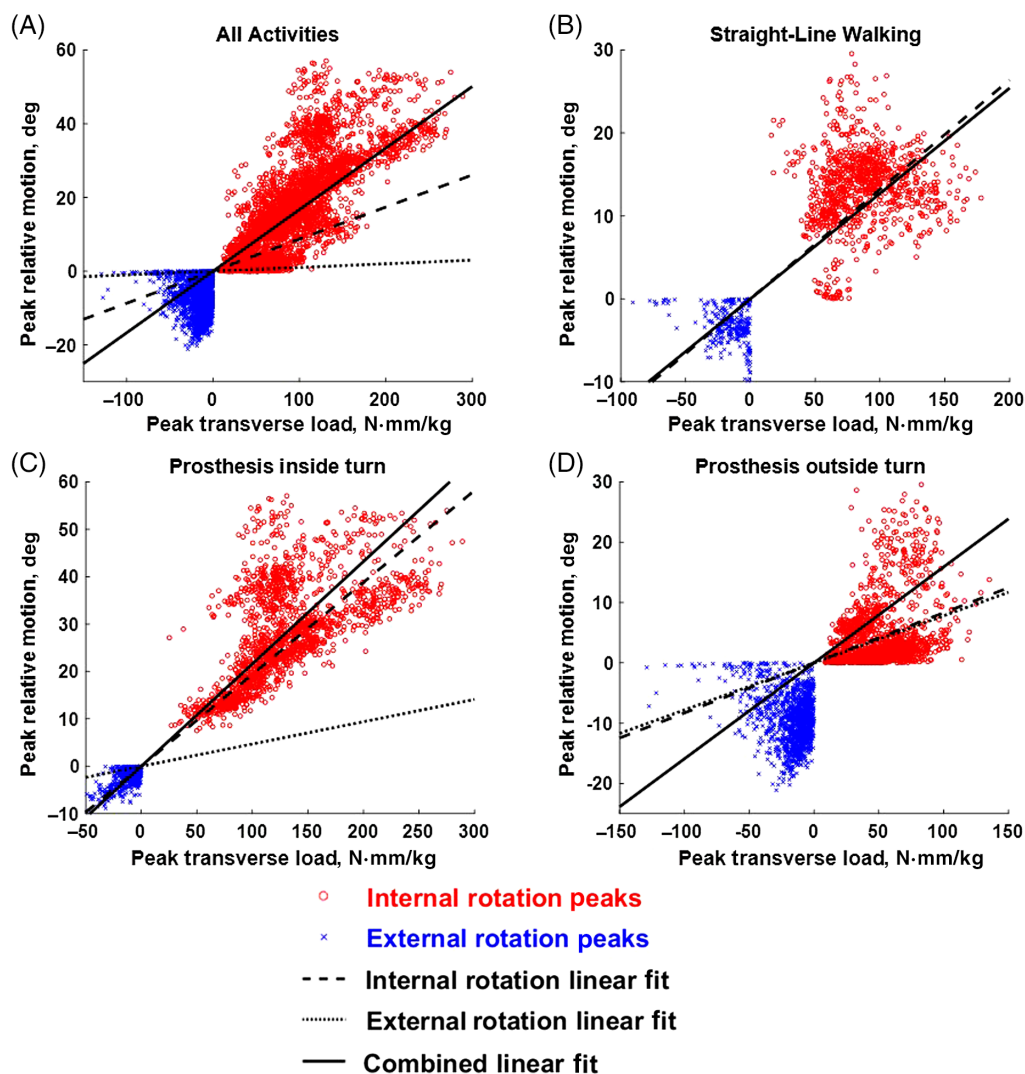 (A)
All Activities
60
40
20
0
–20
–100
0
100
200
300
Peak relative motion, deg
Peak transverse load, N·mm/kg
(B)
Straight-Line Walking
30
20
10
0
–10
–100
–50
0
50
100
150
200
Peak relative motion, deg
Peak transverse load, N·mm/kg
(C)
Prosthesis inside turn
60
50
40
30
20
10
0
–10
–50
0
50
100
150
200
250
300
Peak relative motion, deg
Peak transverse load, N·mm/kg
(D)
Prosthesis outside turn
30
20
10
0
-10
-20
–150
–100
-50
0
50
100
150
Peak relative motion, deg
Peak transverse load, N·mm/kg
Internal rotation peaks
External rotation peaks
Internal rotation linear fit
External rotation linear fit
Combined linear fit